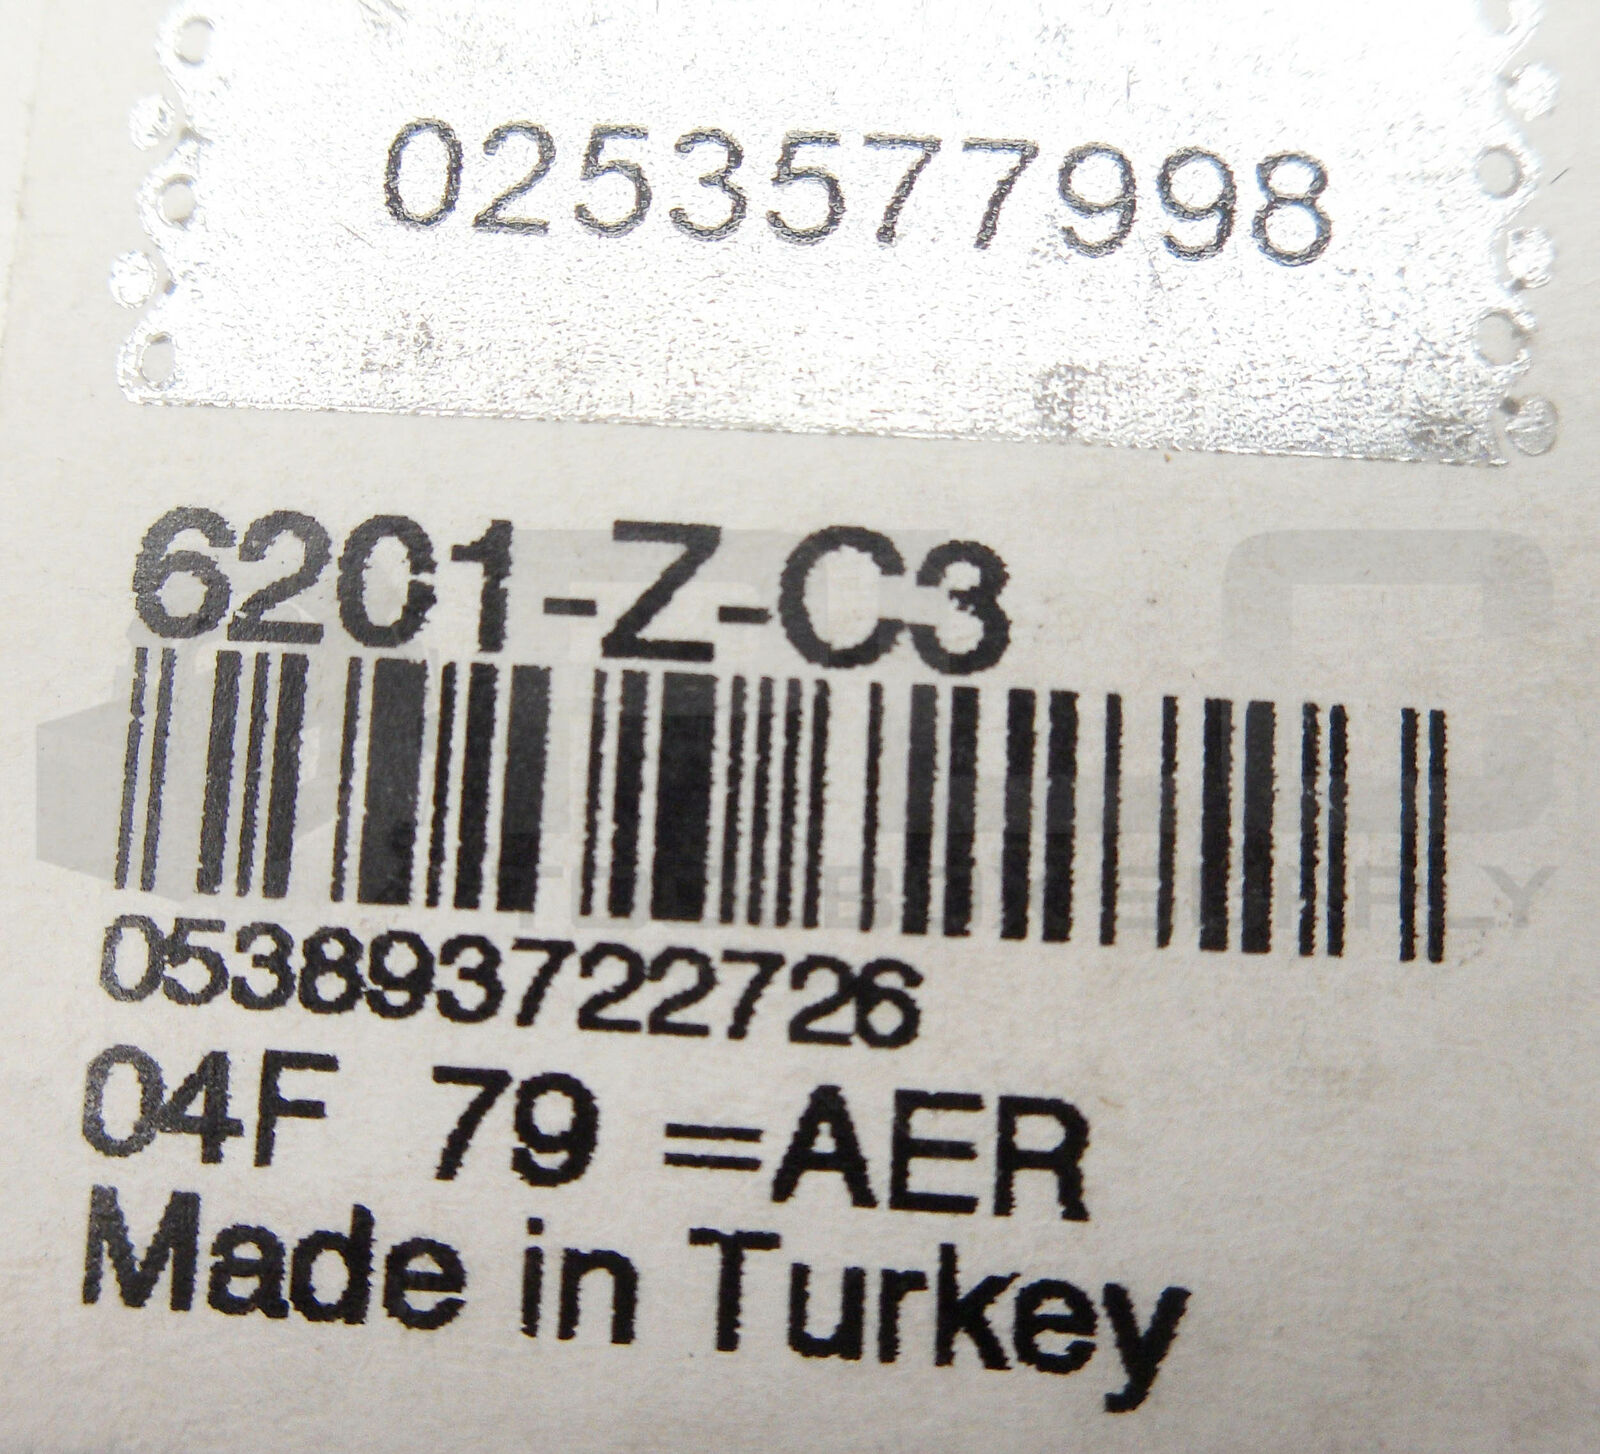 0253577998
6201-Z-C3
053893722726
04F 79 =AER
Made in Turkey